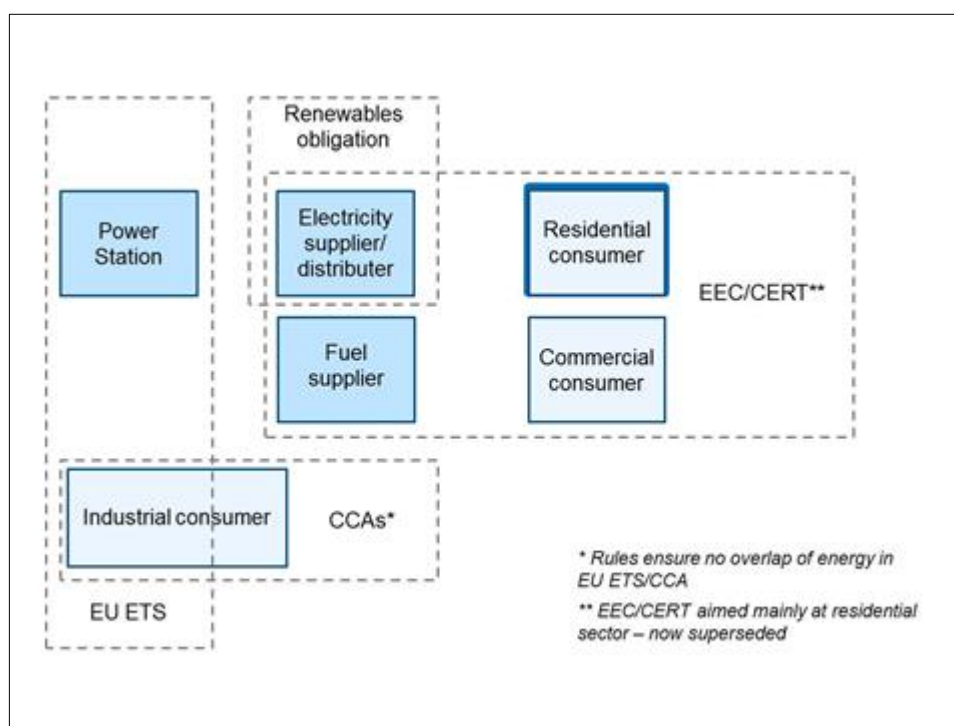 Renewables
obligation
Power
Station
Electricity
supplier/
distributer
Residential
consumer
EEC/CERT**
Fuel
supplier
Commercial
consumer
Industrial consumer
CCAs*
EU ETS
* Rules ensure no overlap of energy in
EU ETS/CCA
** EEC/CERT aimed mainly at residential
sector – now superseded